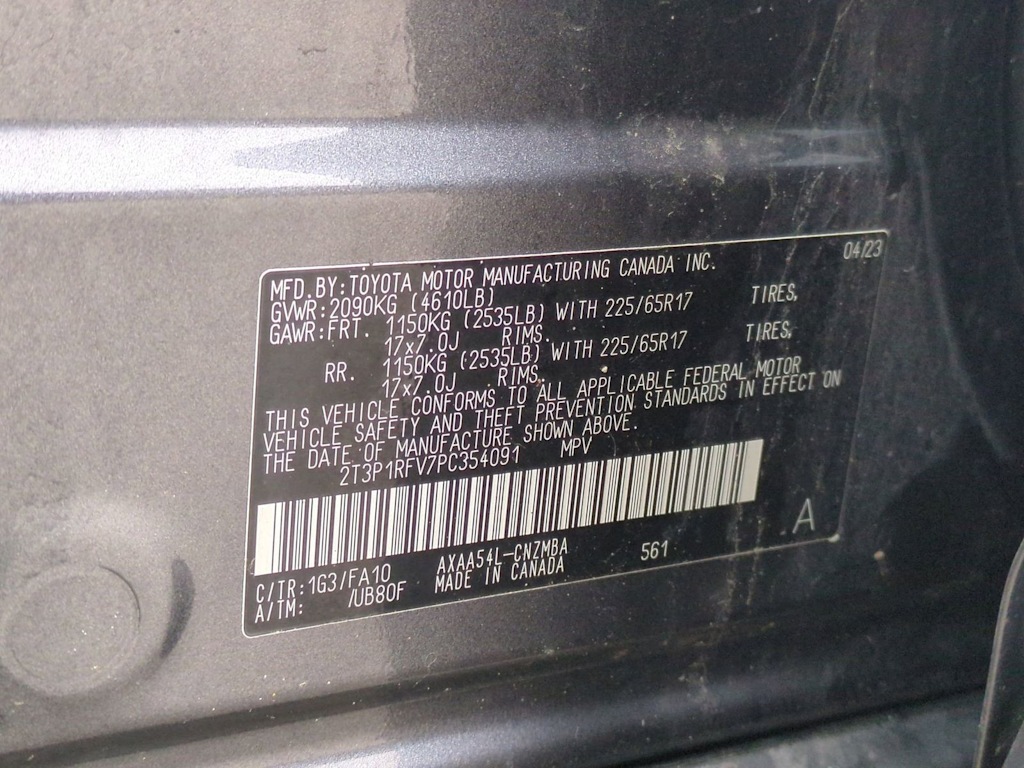 04/23
MFD. BY: TOYOTA MOTOR MANUFACTURING CANADA INC.
GVWR: 2090KG (4610LB)
GAWR: FRT. 1150KG (2535LB) WITH 225/65R17 TIRES,
17x7.0J RIMS.
RR. 1150KG (2535LB) WITH 225/65R17 TIRES,
17x7.0J RIMS.
THIS VEHICLE CONFORMS TO ALL APPLICABLE FEDERAL MOTOR
VEHICLE SAFETY AND THEFT PREVENTION STANDARDS IN EFFECT ON
THE DATE OF MANUFACTURE SHOWN ABOVE.
2T3P1RFV7PC354091 MPV
A
C/TR: 1G3/FA10 AXAA54L-CNZMBA 561
A/TM: /UB80F MADE IN CANADA